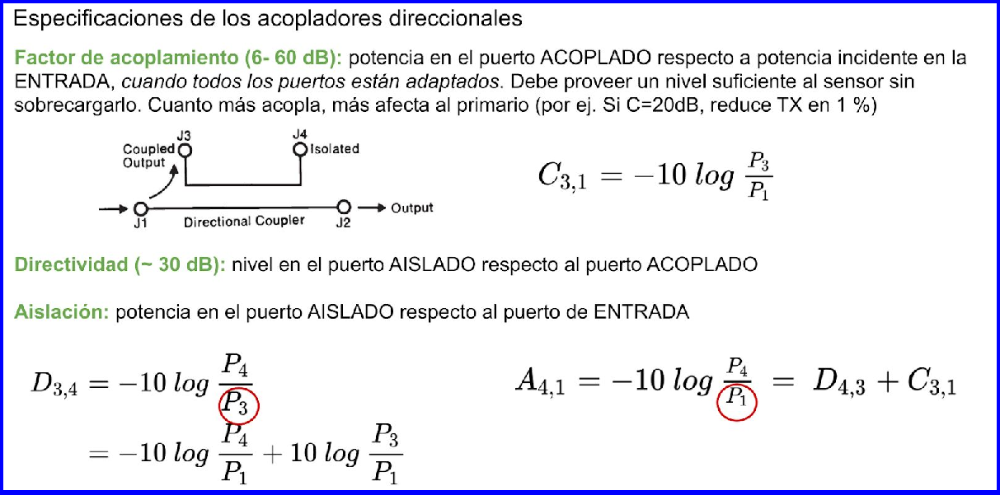 Especificaciones de los acopladores direccionales
Factor de acoplamiento (6- 60 dB): potencia en el puerto ACOPLADO respecto a potencia incidente en la
ENTRADA, cuando todos los puertos están adaptados. Debe proveer un nivel suficiente al sensor sin
sobrecargarlo. Cuanto más acopla, más afecta al primario (por ej. Si C=20dB, reduce TX en 1 %)
J3 J4
Coupled Isolated
Output
Output
J1 Directional Coupler J2
C_{3,1} = -10 log \frac{P_3}{P_1}
Directividad (~ 30 dB): nivel en el puerto AISLADO respecto al puerto ACOPLADO
Aislación: potencia en el puerto AISLADO respecto al puerto de ENTRADA
D_{3,4} = -10 log \frac{P_4}{P_3}
= -10 log \frac{P_4}{P_1} + 10 log \frac{P_3}{P_1}
A_{4,1} = -10 log \frac{P_4}{P_1} = D_{4,3} + C_{3,1}